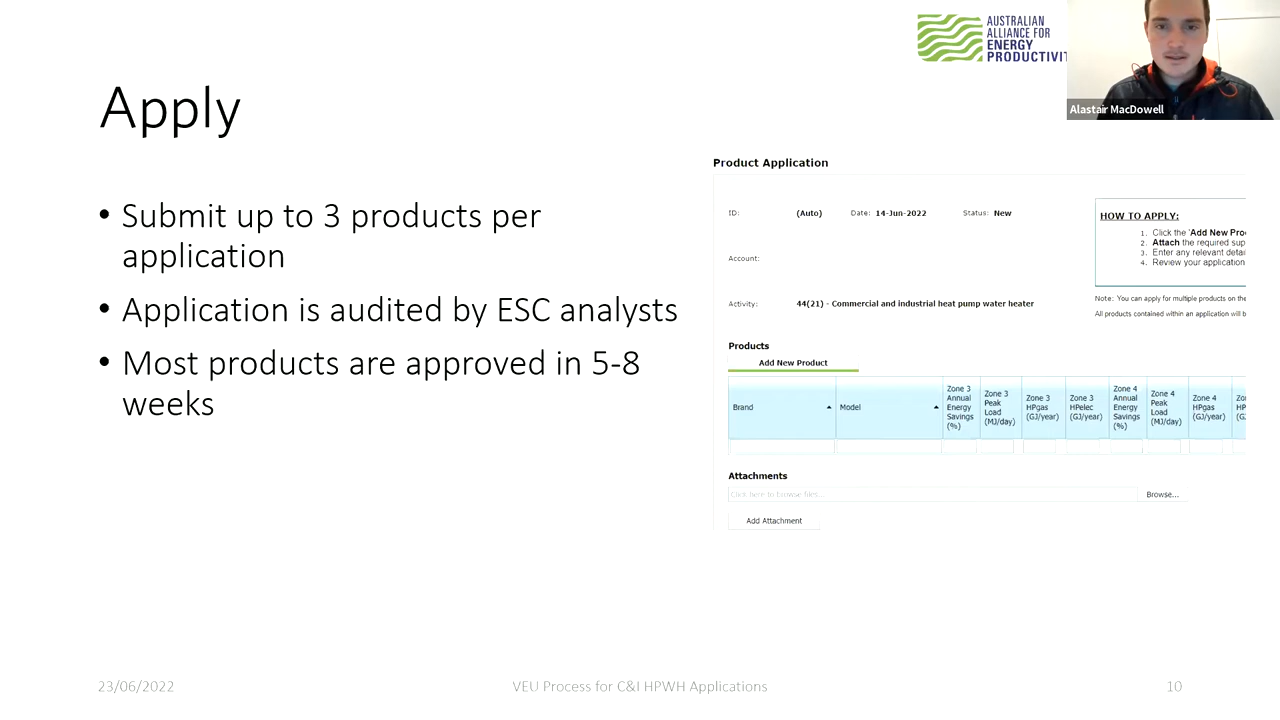 AUSTRALIAN
ALLIANCE FOR
ENERGY
PRODUCTIVIT
Alastair MacDowell
Apply
• Submit up to 3 products per
application
• Application is audited by ESC analysts
• Most products are approved in 5-8
weeks
Product Application
ID: (Auto) Date: 14-Jun-2022 Status: New
Account:
Activity: 44(21) - Commercial and industrial heat pump water heater
HOW TO APPLY:
1. Click the 'Add New Pro
2. Attach the required sup
3. Enter any relevant detai
4. Review your application
Note: You can apply for multiple products on the
All products contained within an application will b
Products
Add New Product
Brand
Model
Zone 3
Annual
Energy
Savings
(%)
Zone 3
Peak
Load
(MJ/day)
Zone 3
HPgas
(GJ/year)
Zone 3
HPelec
(GJ/year)
Zone 4
Annual
Energy
Savings
(%)
Zone 4
Peak
Load
(MJ/day)
Zone 4
HPgas
(GJ/year)
Attachments
Click here to browse files...
Browse...
Add Attachment
23/06/2022
VEU Process for C&I HPWH Applications
10